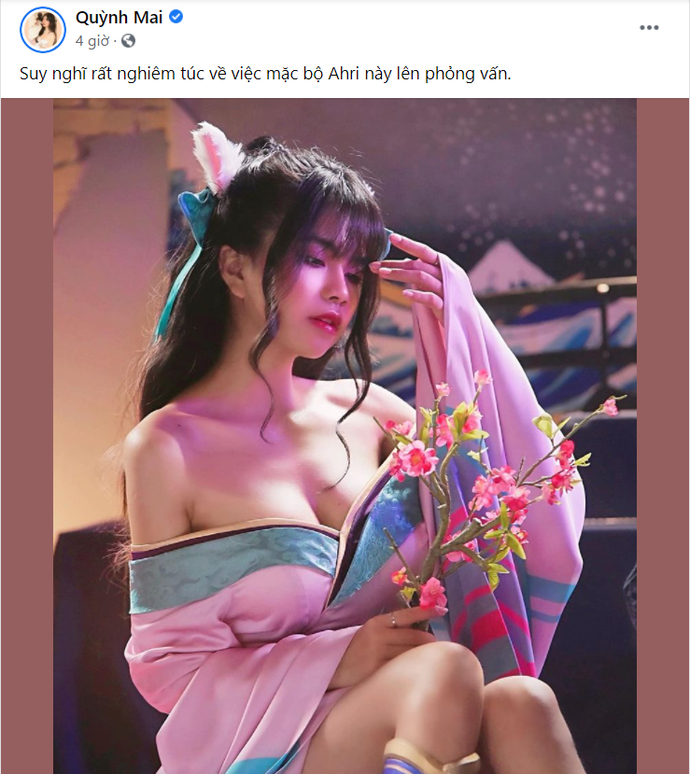 Quỳnh Mai
4 giờ ·
Suy nghĩ rất nghiêm túc về việc mặc bộ Ahri này lên phỏng vấn.